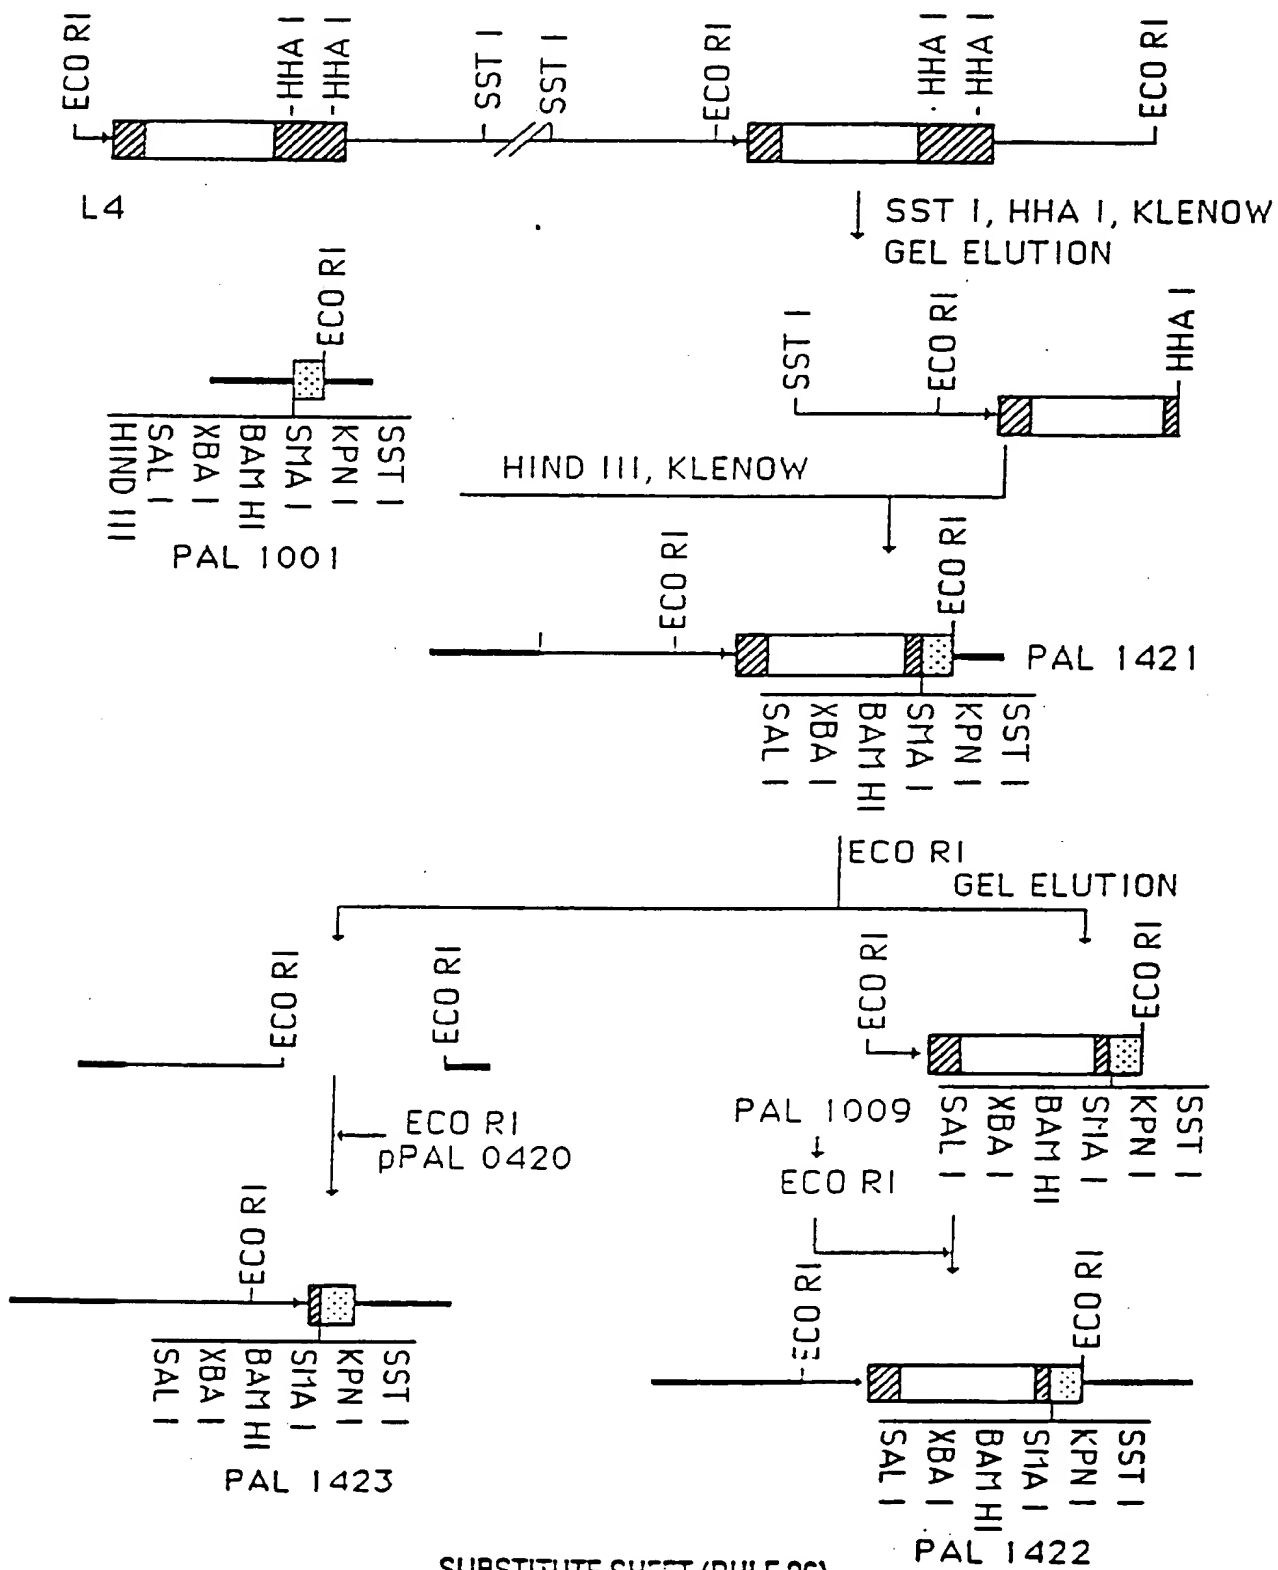 ECO RI
HHA I
HHA I
SST I
SST I
ECO RI
HHA I
HHA I
ECO RI
L4
SST I, HHA I, KLENOW
GEL ELUTION
ECO RI
SST I
ECO RI
HHA I
HIND III
SAL I
XBA I
BAM HI
SMA I
KPN I
SST I
PAL 1001
HIND III, KLENOW
ECO RI
ECO RI
PAL 1421
SAL I
XBA I
BAM HI
SMA I
KPN I
SST I
ECO RI
GEL ELUTION
ECO RI
ECO RI
ECO RI
ECO RI
SAL I
XBA I
BAM HI
SMA I
KPN I
SST I
ECO RI
pPAL 0420
PAL 1009
ECO RI
ECO RI
SAL I
XBA I
BAM HI
SMA I
KPN I
SST I
PAL 1423
ECO RI
ECO RI
SAL I
XBA I
BAM HI
SMA I
KPN I
SST I
PAL 1422
SUBSTITUTE SHEET (RULE 26)